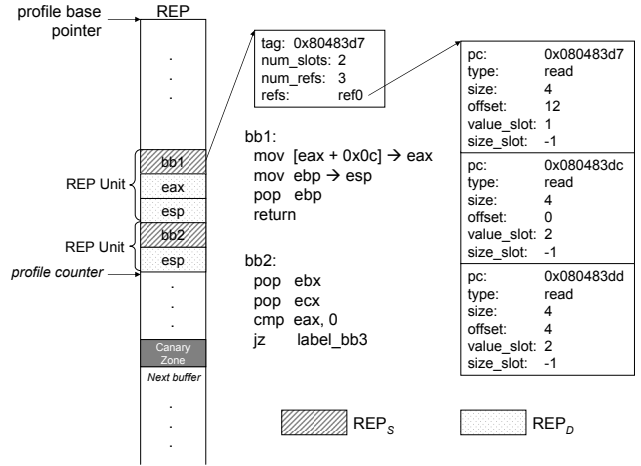 profile base
pointer
REP
.
.
.
bb1
eax
esp
bb2
esp
REP Unit
REP Unit
profile counter
.
.
.
Canary
Zone
Next buffer
.
.
.
tag: 0x80483d7
num_slots: 2
num_refs: 3
refs: ref0
bb1:
mov [eax + 0x0c] → eax
mov ebp → esp
pop ebp
return
bb2:
pop ebx
pop ecx
cmp eax, 0
jz label_bb3
pc: 0x080483d7
type: read
size: 4
offset: 12
value_slot: 1
size_slot: -1
pc: 0x080483dc
type: read
size: 4
offset: 0
value_slot: 2
size_slot: -1
pc: 0x080483dd
type: read
size: 4
offset: 4
value_slot: 2
size_slot: -1
REPS
REPD